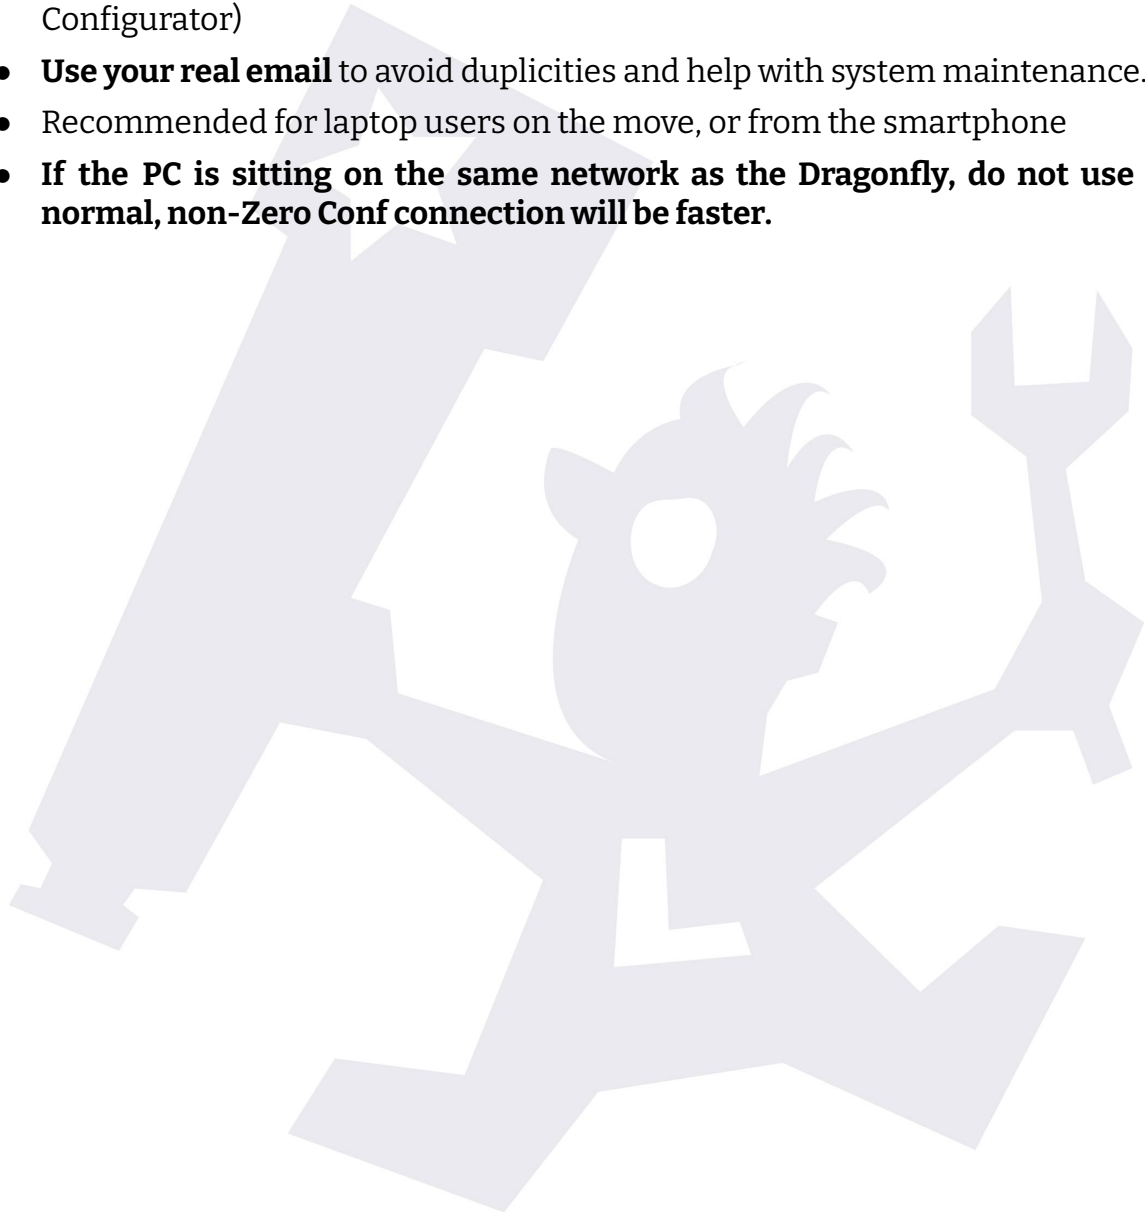 Configurator)
● Use your real email to avoid duplicities and help with system maintenance.
● Recommended for laptop users on the move, or from the smartphone
● If the PC is sitting on the same network as the Dragonfly, do not use
normal, non-Zero Conf connection will be faster.